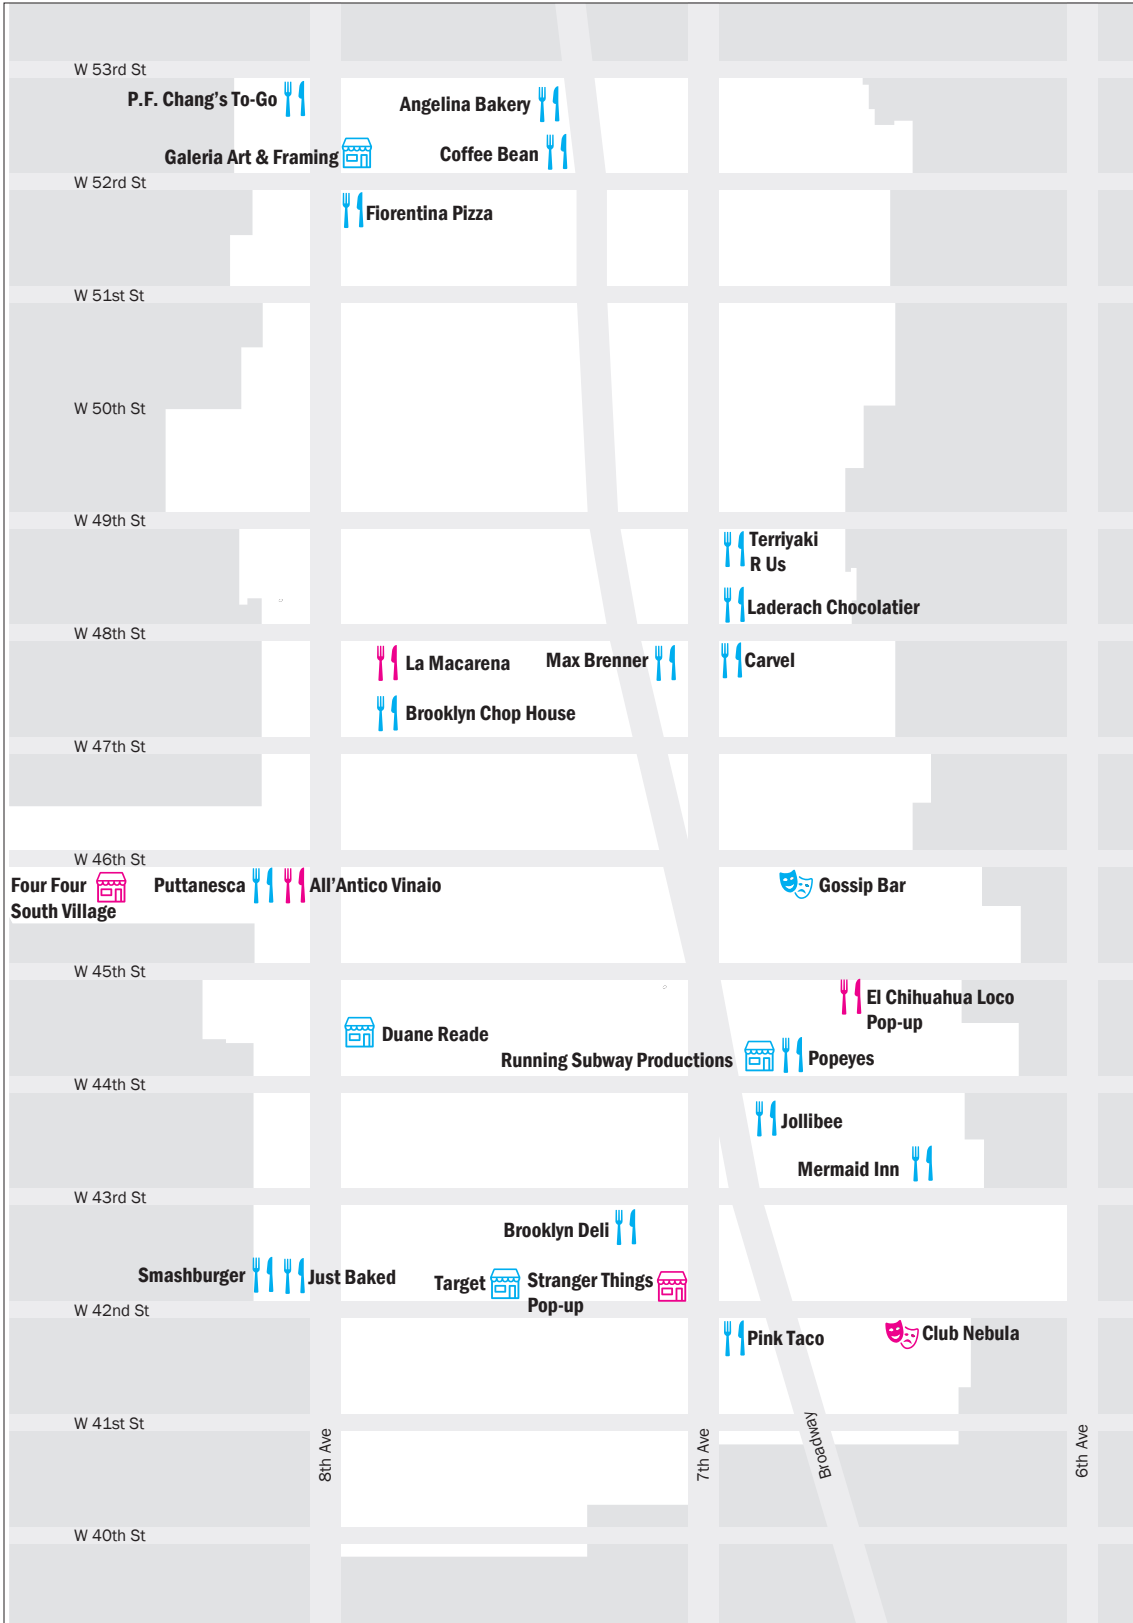 W 53rd St
P.F. Chang's To-Go
Angelina Bakery
Galeria Art & Framing
Coffee Bean
W 52rd St
Fiorentina Pizza
W 51st St
W 50th St
W 49th St
Terriyaki
R Us
Laderach Chocolatier
W 48th St
La Macarena
Max Brenner
Carvel
Brooklyn Chop House
W 47th St
W 46th St
Four Four
South Village
Puttanesca
All'Antico Vinaio
Gossip Bar
W 45th St
El Chihuahua Loco
Pop-up
Duane Reade
Running Subway Productions
Popeyes
W 44th St
Jollibee
Mermaid Inn
W 43rd St
Brooklyn Deli
Smashburger
Just Baked
Target
Stranger Things
Pop-up
W 42nd St
Pink Taco
Club Nebula
W 41st St
8th Ave
7th Ave
Broadway
6th Ave
W 40th St